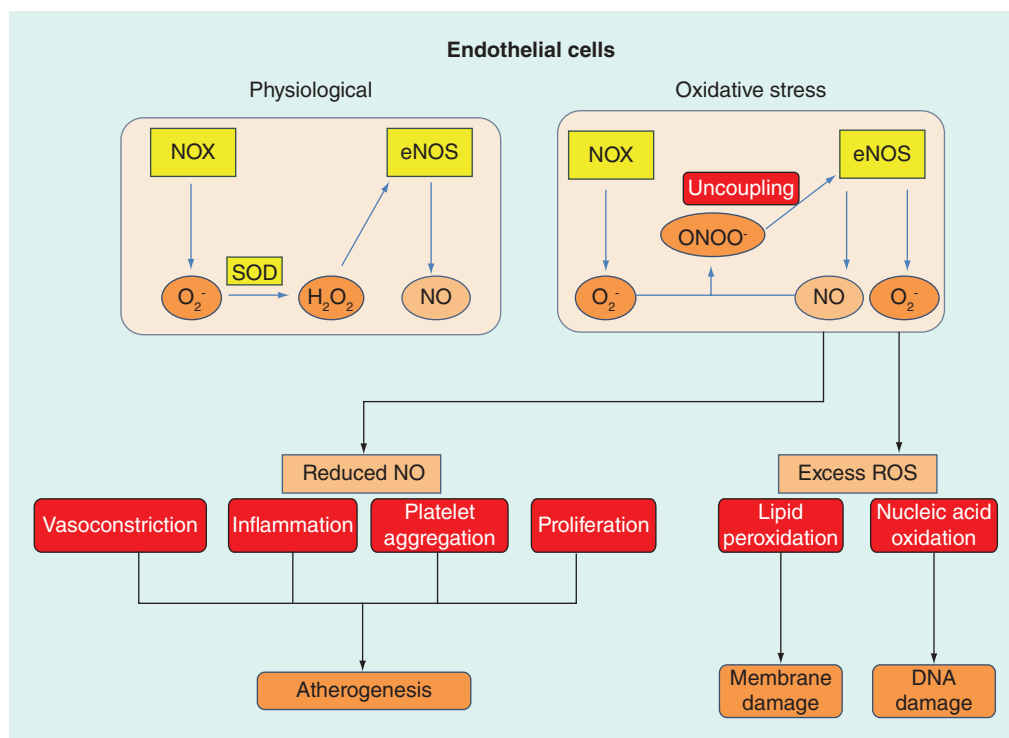 Endothelial cells
Physiological
NOX
eNOS
SOD
O₂⁻
H₂O₂
NO
Oxidative stress
NOX
eNOS
Uncoupling
ONOO⁻
O₂⁻
NO
O₂⁻
Reduced NO
Vasoconstriction
Inflammation
Platelet
aggregation
Proliferation
Atherogenesis
Excess ROS
Lipid
peroxidation
Nucleic acid
oxidation
Membrane
damage
DNA
damage